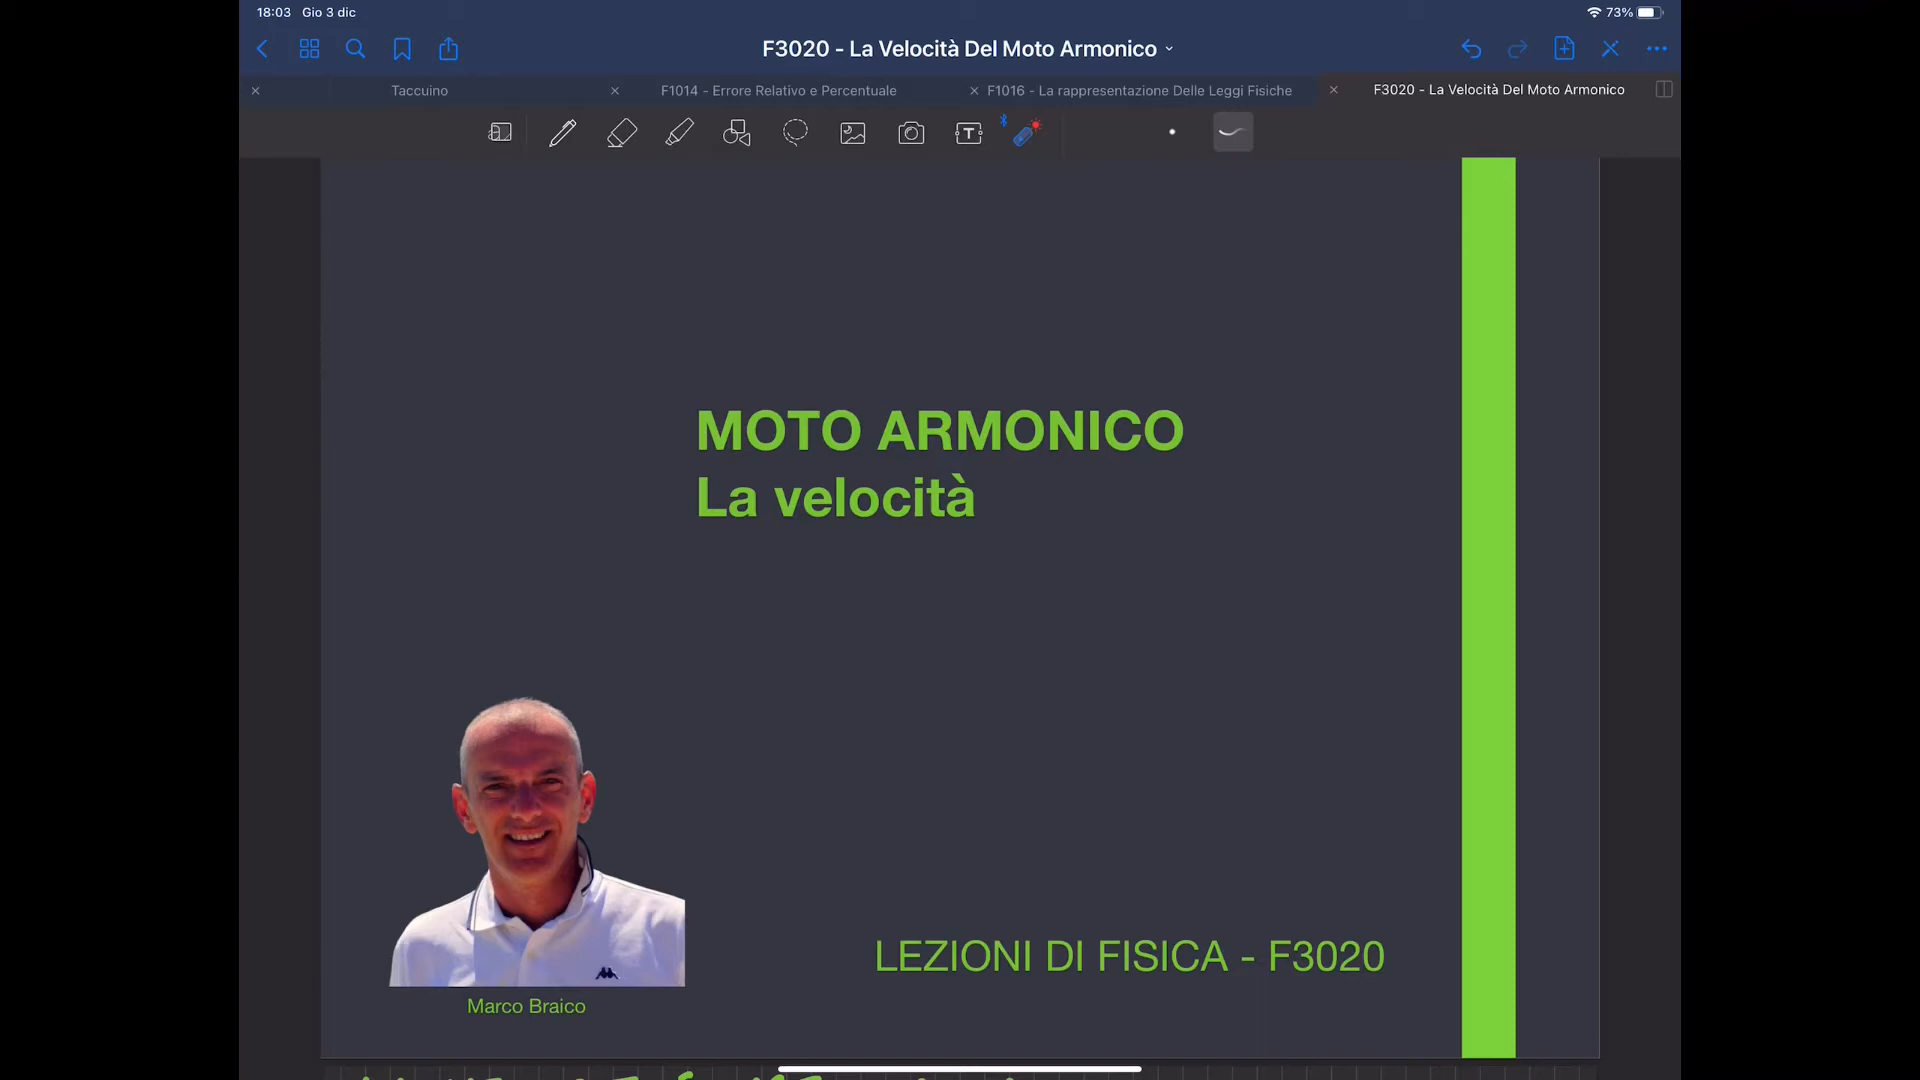 18:03 Gio 3 dic
73%
F3020 - La Velocità Del Moto Armonico
Taccuino
F1014 - Errore Relativo e Percentuale
F1016 - La rappresentazione Delle Leggi Fisiche
F3020 - La Velocità Del Moto Armonico
T
MOTO ARMONICO
La velocità
LEZIONI DI FISICA - F3020
Marco Braico